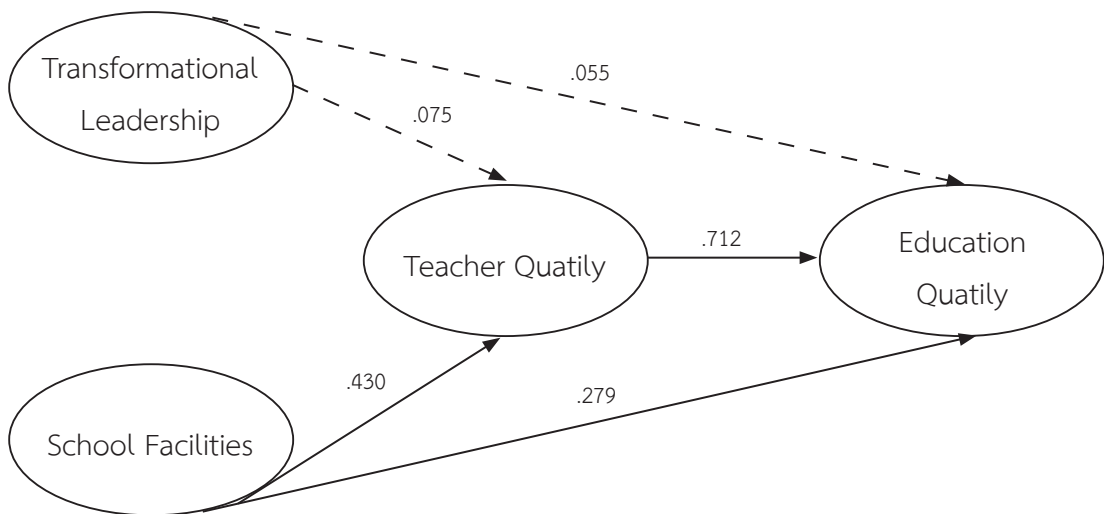 Transformational
Leadership
.055
.075
Teacher Quatily
.712
Education
Quatily
.430
.279
School Facilities